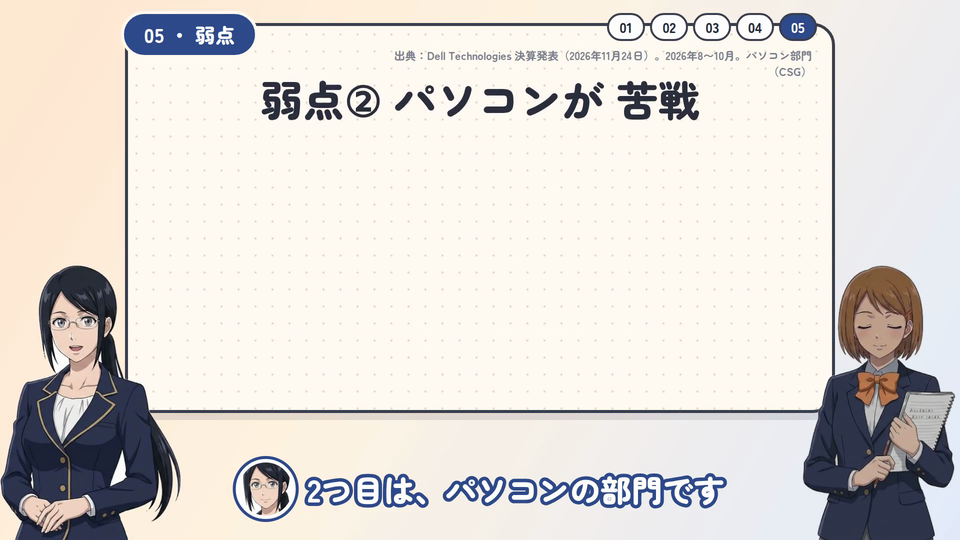 05 ・ 弱点
01 02 03 04 05
出典：Dell Technologies 決算発表（2026年11月24日）。2026年8〜10月。パソコン部門
（CSG）
弱点② パソコンが 苦戦
2つ目は、パソコンの部門です